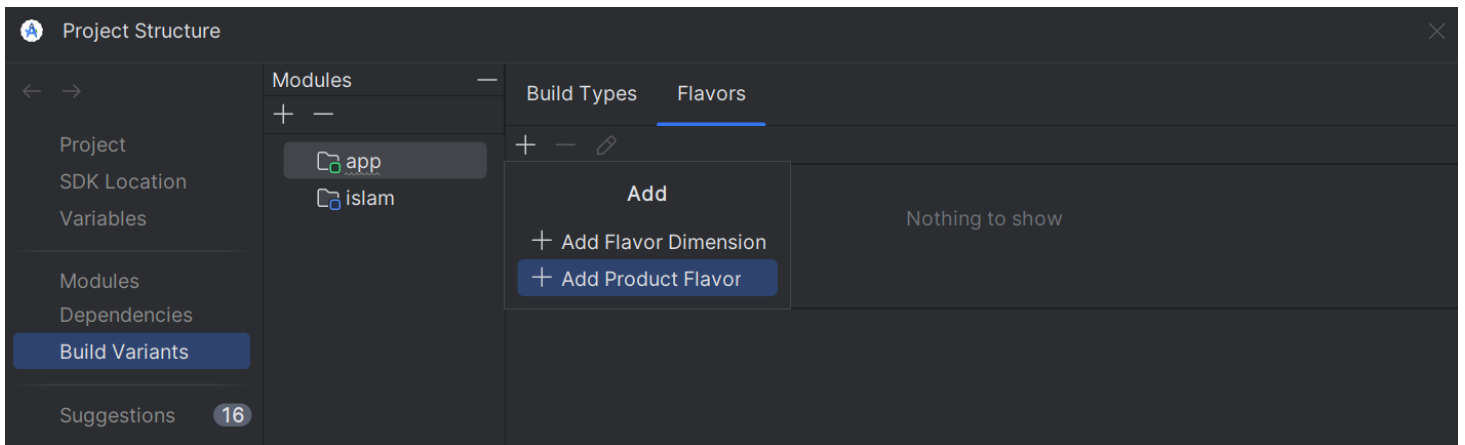 Project Structure
Modules
Build Types
Flavors
Project
SDK Location
Variables
Modules
Dependencies
Build Variants
Suggestions
16
app
islam
Add
Add Flavor Dimension
Add Product Flavor
Nothing to show